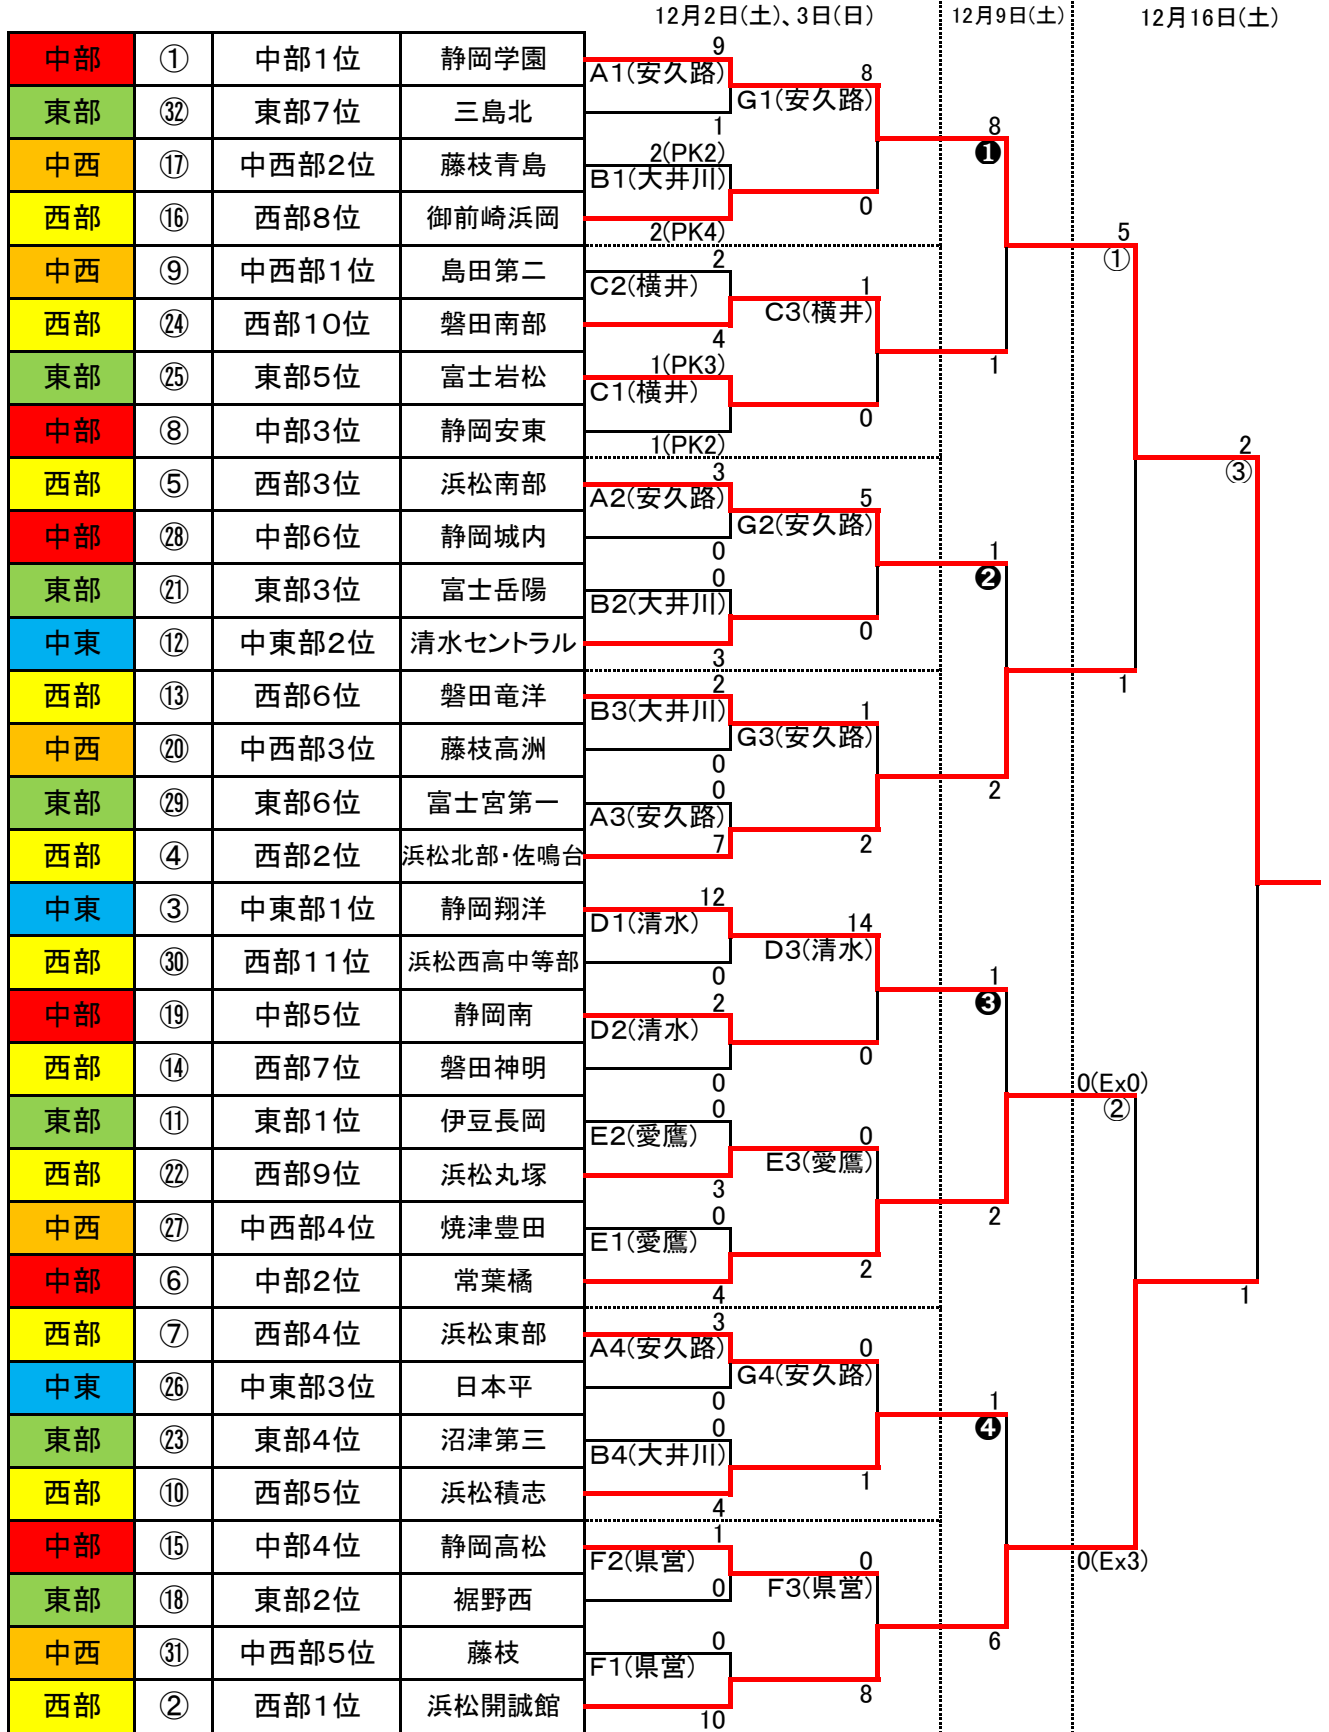 12月2日(土)、3日(日) 12月9日(土) 12月16日(土)
中部 ① 中部1位 静岡学園 9
A1(安久路) 8
東部 ㉜ 東部7位 三島北 G1(安久路)
1 8
中西 ⑰ 中西部2位 藤枝青島 2(PK2) ❶
B1(大井川)
西部 ⑯ 西部8位 御前崎浜岡 0
2(PK4) 5
中西 ⑨ 中西部1位 島田第二 2 ①
C2(横井) 1
西部 ㉔ 西部10位 磐田南部 C3(横井)
4
東部 ㉕ 東部5位 富士岩松 1(PK3) 1
C1(横井)
中部 ⑧ 中部3位 静岡安東 0
1(PK2) 2
西部 ⑤ 西部3位 浜松南部 3 ③
A2(安久路) 5
中部 ㉘ 中部6位 静岡城内 G2(安久路)
0 1
東部 ㉑ 東部3位 富士岳陽 0 ❷
B2(大井川)
中東 ⑫ 中東部2位 清水セントラル 0
3
西部 ⑬ 西部6位 磐田竜洋 2 1
B3(大井川) 1
中西 ⑳ 中西部3位 藤枝高洲 G3(安久路)
0
東部 ㉙ 東部6位 富士宮第一 0 2
A3(安久路)
西部 ④ 西部2位 浜松北部・佐鳴台 7 2
中東 ③ 中東部1位 静岡翔洋 12
D1(清水) 14
西部 ㉚ 西部11位 浜松西高中等部 D3(清水)
0 1
中部 ⑲ 中部5位 静岡南 2 ❸
D2(清水)
西部 ⑭ 西部7位 磐田神明 0
0 0(Ex0)
東部 ⑪ 東部1位 伊豆長岡 0 ②
E2(愛鷹) 0
西部 ㉒ 西部9位 浜松丸塚 E3(愛鷹)
3
中西 ㉗ 中西部4位 焼津豊田 0 2
E1(愛鷹)
中部 ⑥ 中部2位 常葉橘 2
4 1
西部 ⑦ 西部4位 浜松東部 3
A4(安久路) 0
中東 ㉖ 中東部3位 日本平 G4(安久路)
0 1
東部 ㉓ 東部4位 沼津第三 0 ❹
B4(大井川)
西部 ⑩ 西部5位 浜松積志 1
4
中部 ⑮ 中部4位 静岡高松 1
F2(県営) 0 0(Ex3)
東部 ⑱ 東部2位 裾野西 0 F3(県営)
中西 ㉛ 中西部5位 藤枝 0 6
F1(県営)
西部 ② 西部1位 浜松開誠館 8
10